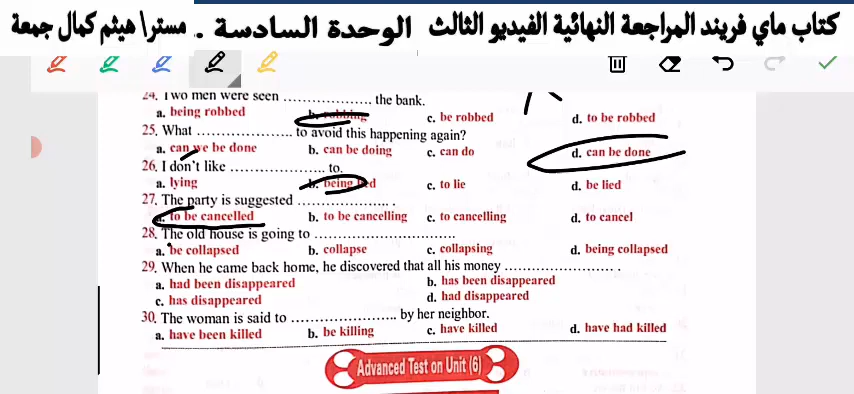 كتاب ماي فريند المراجعة النهائية الفيديو الثالث الوحدة السادسة .. مستر\ هيثم كمال جمعة
24. Two men were seen .................... the bank.
a. being robbed b. robbing c. be robbed d. to be robbed
25. What ...................... to avoid this happening again?
a. can we be done b. can be doing c. can do d. can be done
26. I don't like ...................... to.
a. lying b. being lied c. to lie d. be lied
27. The party is suggested ...................... .
a. to be cancelled b. to be cancelling c. to cancelling d. to cancel
28. The old house is going to ................................
a. be collapsed b. collapse c. collapsing d. being collapsed
29. When he came back home, he discovered that all his money ......................... .
a. had been disappeared b. has been disappeared
c. has disappeared d. had disappeared
30. The woman is said to ........................ by her neighbor.
a. have been killed b. be killing c. have killed d. have had killed
Advanced Test on Unit (6)